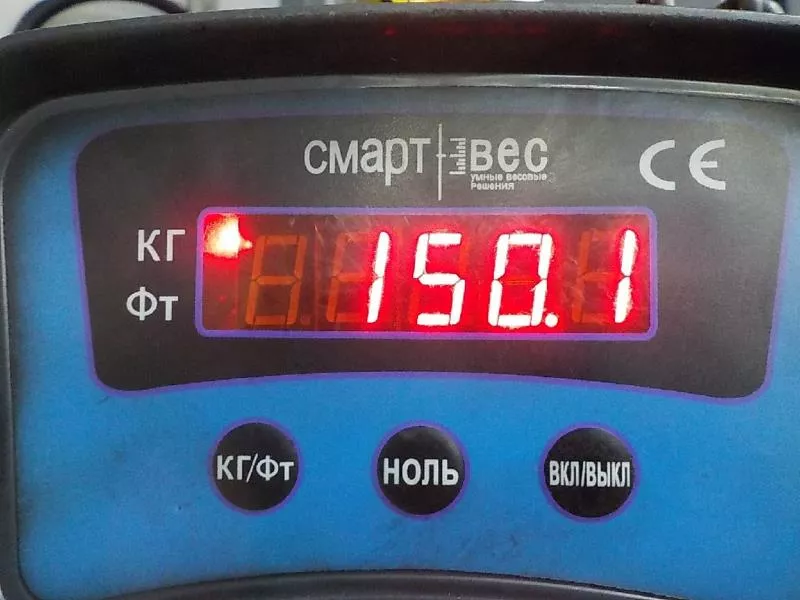 смарт вес
умные весовые
решения
CE
КГ
Фт
150.1
КГ/Фт
НОЛЬ
ВКЛ/ВЫКЛ